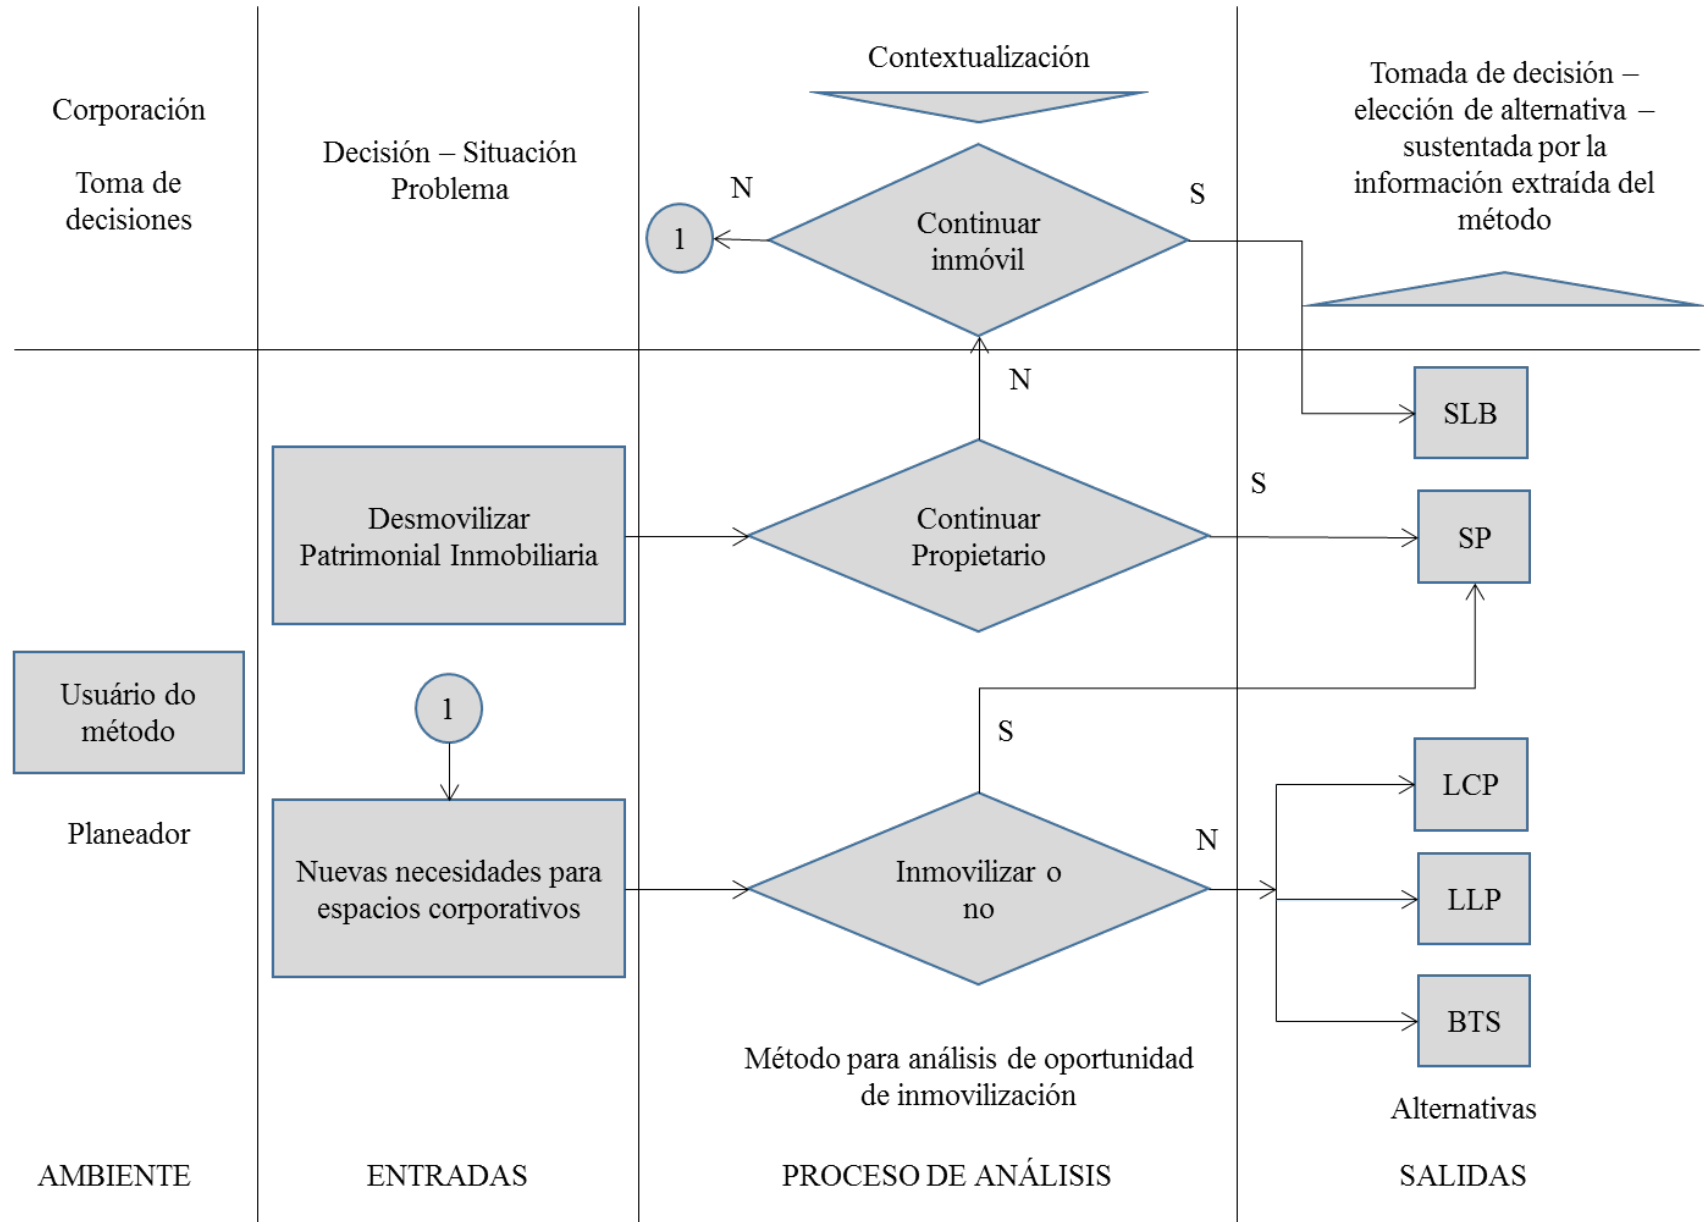 Corporación
Toma de
decisiones
Decisión – Situación
Problema
Contextualización
Tomada de decisión –
elección de alternativa –
sustentada por la
información extraída del
método
N
S
1
Continuar
inmóvil
N
SLB
Desmovilizar
Patrimonial Inmobiliaria
Continuar
Propietario
S
SP
Usuário do
método
Planeador
1
S
Nuevas necesidades para
espacios corporativos
Inmovilizar o
no
N
LCP
LLP
BTS
Método para análisis de oportunidad
de inmovilización
Alternativas
AMBIENTE
ENTRADAS
PROCESO DE ANÁLISIS
SALIDAS